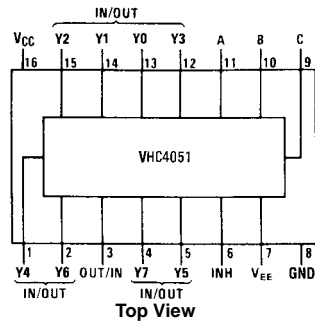 IN/OUT
VCC Y2 Y1 Y0 Y3 A B C
16 15 14 13 12 11 10 9
VHC4051
1 2 3 4 5 6 7 8
Y4 Y6 OUT/IN Y7 Y5 INH VEE GND
IN/OUT IN/OUT
Top View